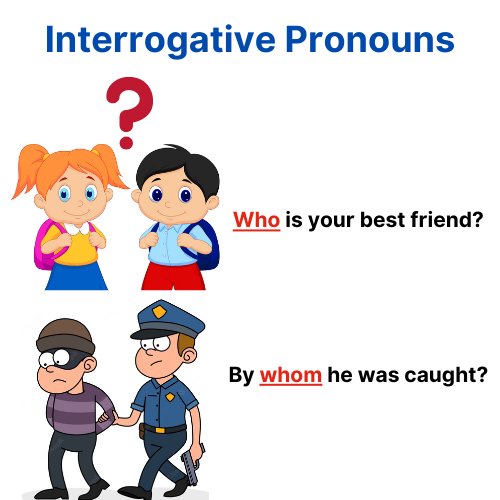 Interrogative Pronouns
Who is your best friend?
By whom he was caught?